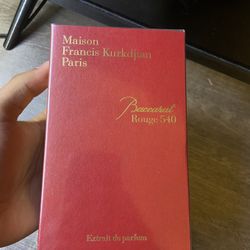 Maison
Francis Kurkdjian
Paris
Baccarat
Rouge 540
Extrait de parfum